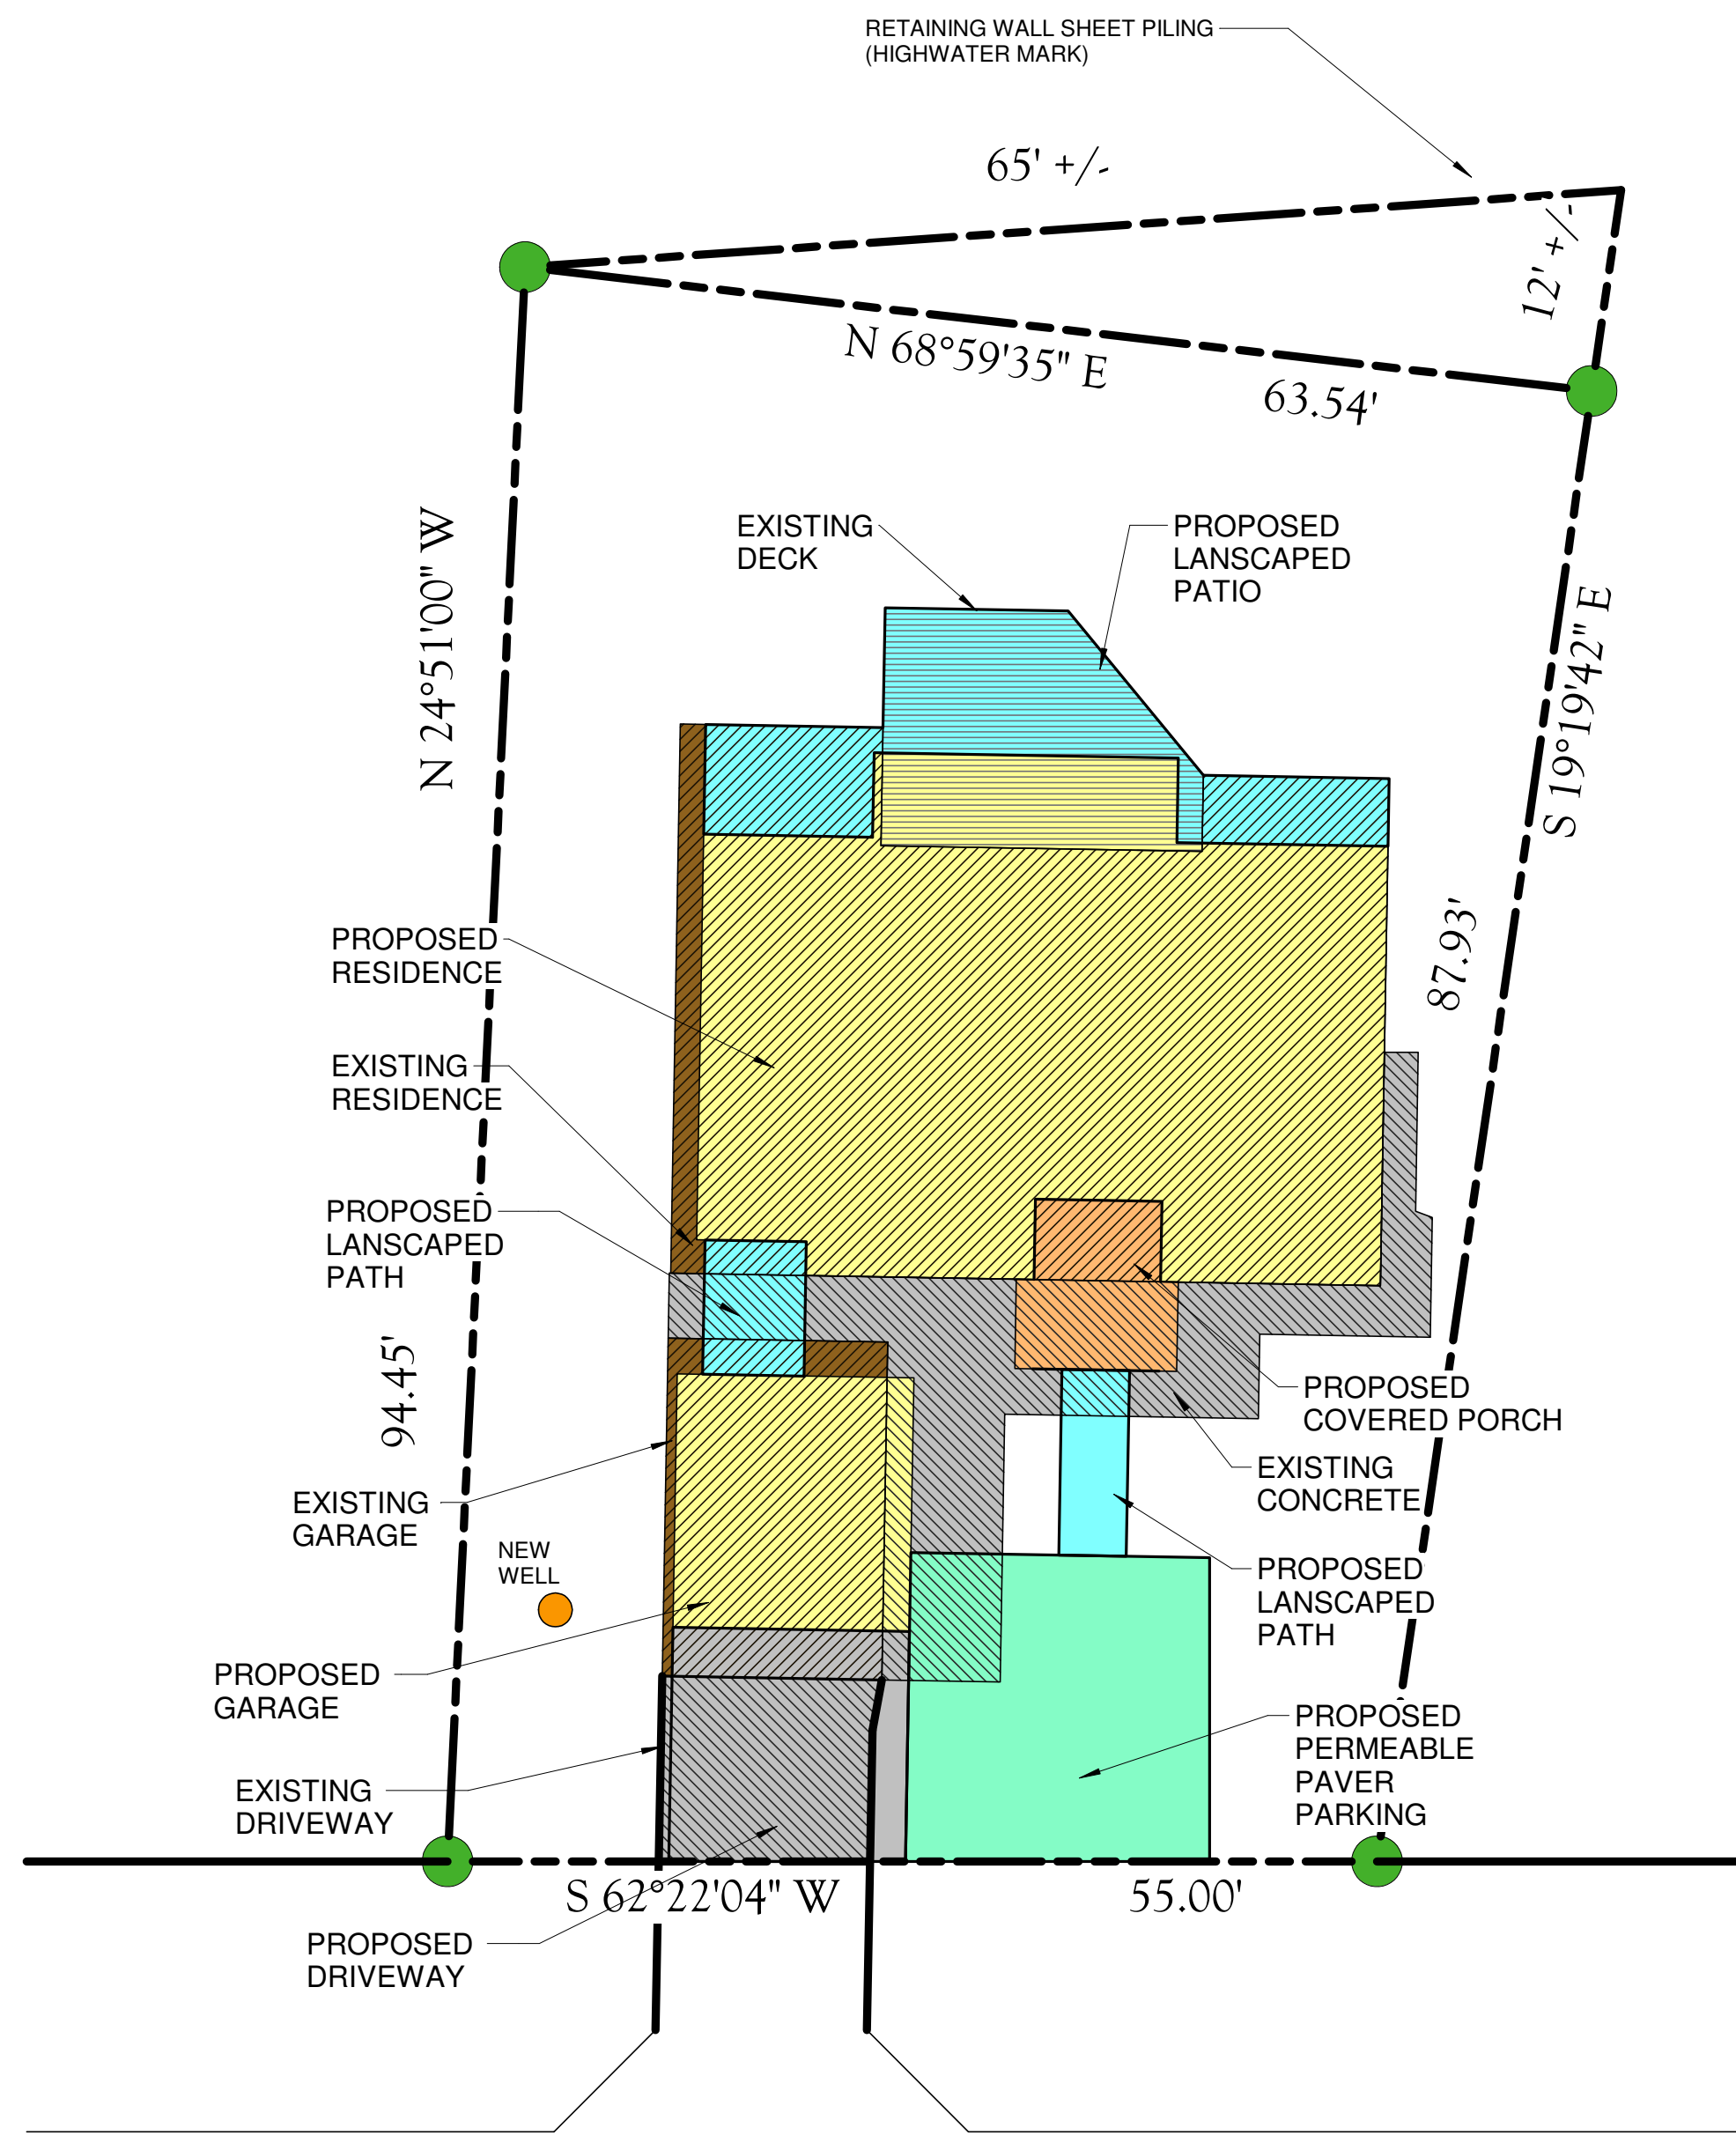 RETAINING WALL SHEET PILING
(HIGHWATER MARK)
65' +/-
12' +/-
N 68°59'35" E
63.54'
EXISTING
DECK
PROPOSED
LANSCAPED
PATIO
N 24°51'00" W
S 19°19'42" E
87.93'
PROPOSED
RESIDENCE
EXISTING
RESIDENCE
PROPOSED
LANSCAPED
PATH
94.45'
PROPOSED
COVERED PORCH
EXISTING
CONCRETE
EXISTING
GARAGE
NEW
WELL
PROPOSED
LANSCAPED
PATH
PROPOSED
GARAGE
PROPOSED
PERMEABLE
PAVER
PARKING
EXISTING
DRIVEWAY
S 62°22'04" W
55.00'
PROPOSED
DRIVEWAY